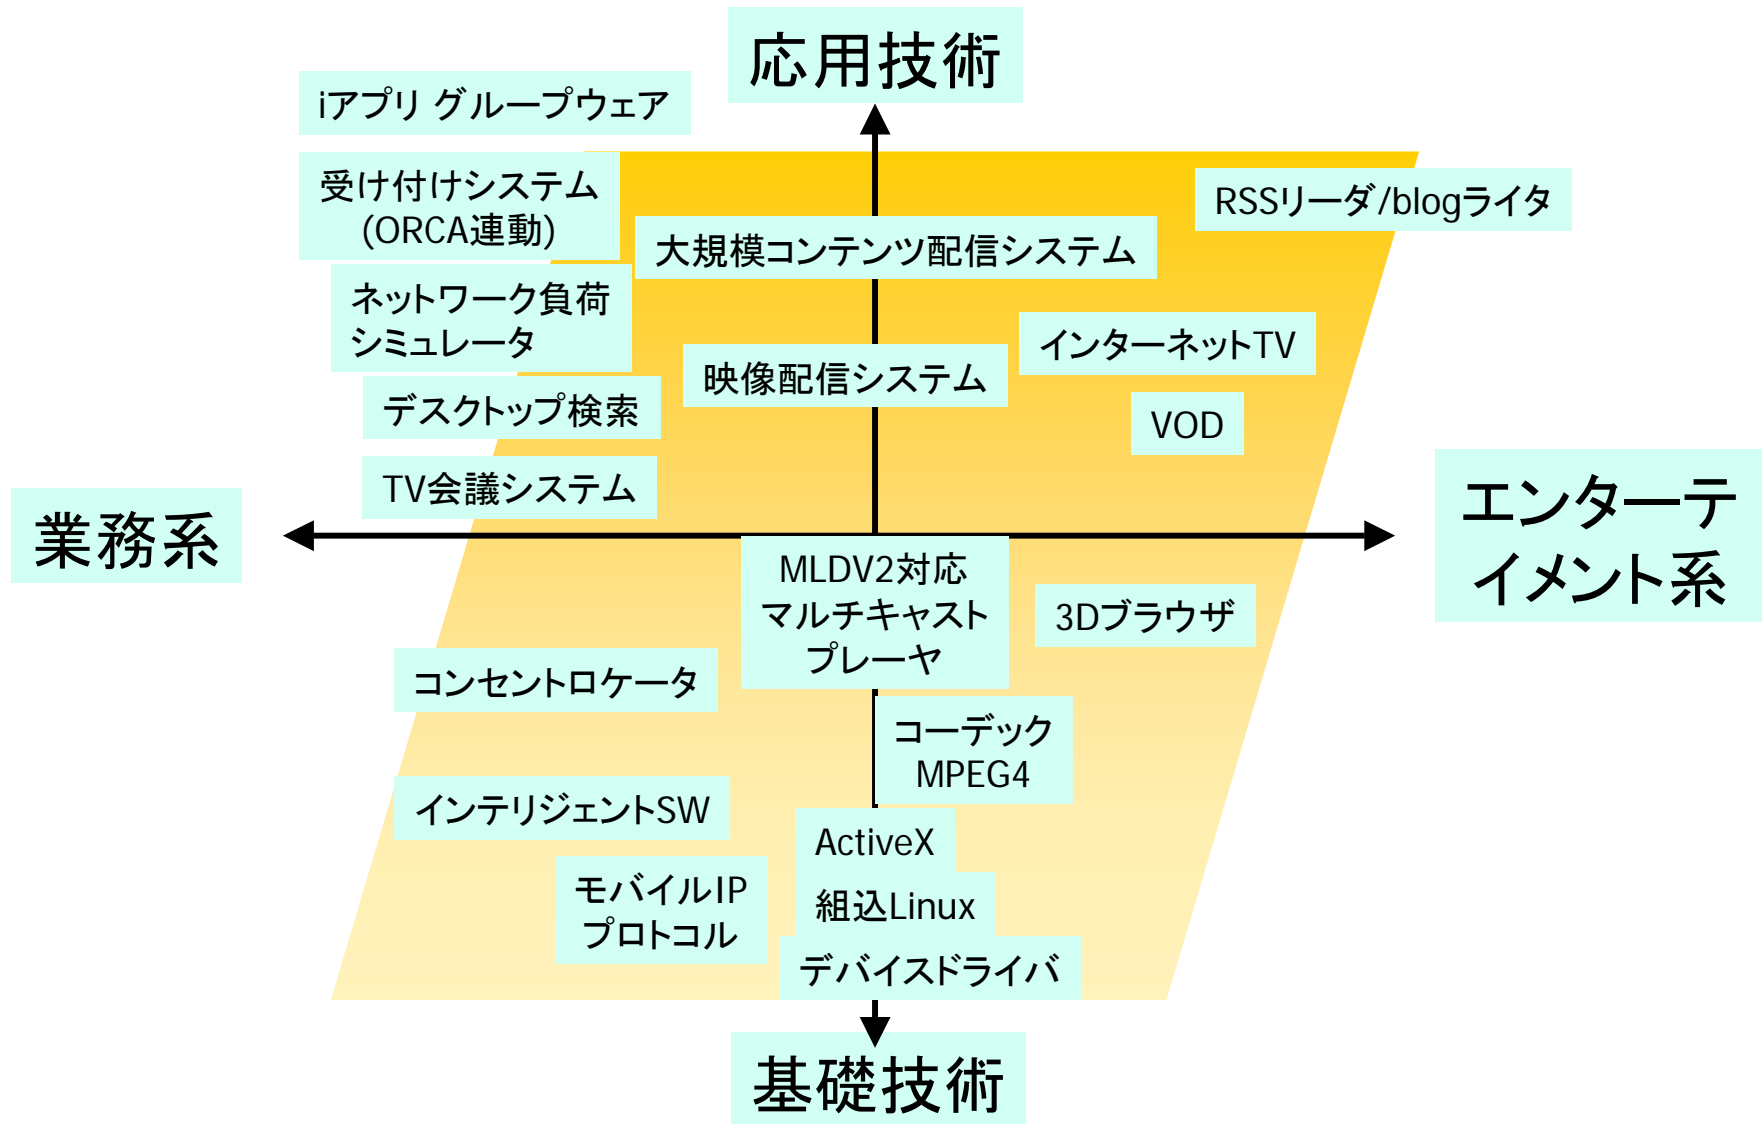 応用技術
iアプリ グループウェア
受け付けシステム
(ORCA連動)
RSSリーダ/blogライタ
大規模コンテンツ配信システム
ネットワーク負荷
シミュレータ
インターネットTV
映像配信システム
デスクトップ検索
VOD
TV会議システム
業務系
エンターテ
イメント系
MLDV2対応
マルチキャスト
プレーヤ
3Dブラウザ
コンセントロケータ
コーデック
MPEG4
インテリジェントSW
ActiveX
モバイルIP
プロトコル
組込Linux
デバイスドライバ
基礎技術